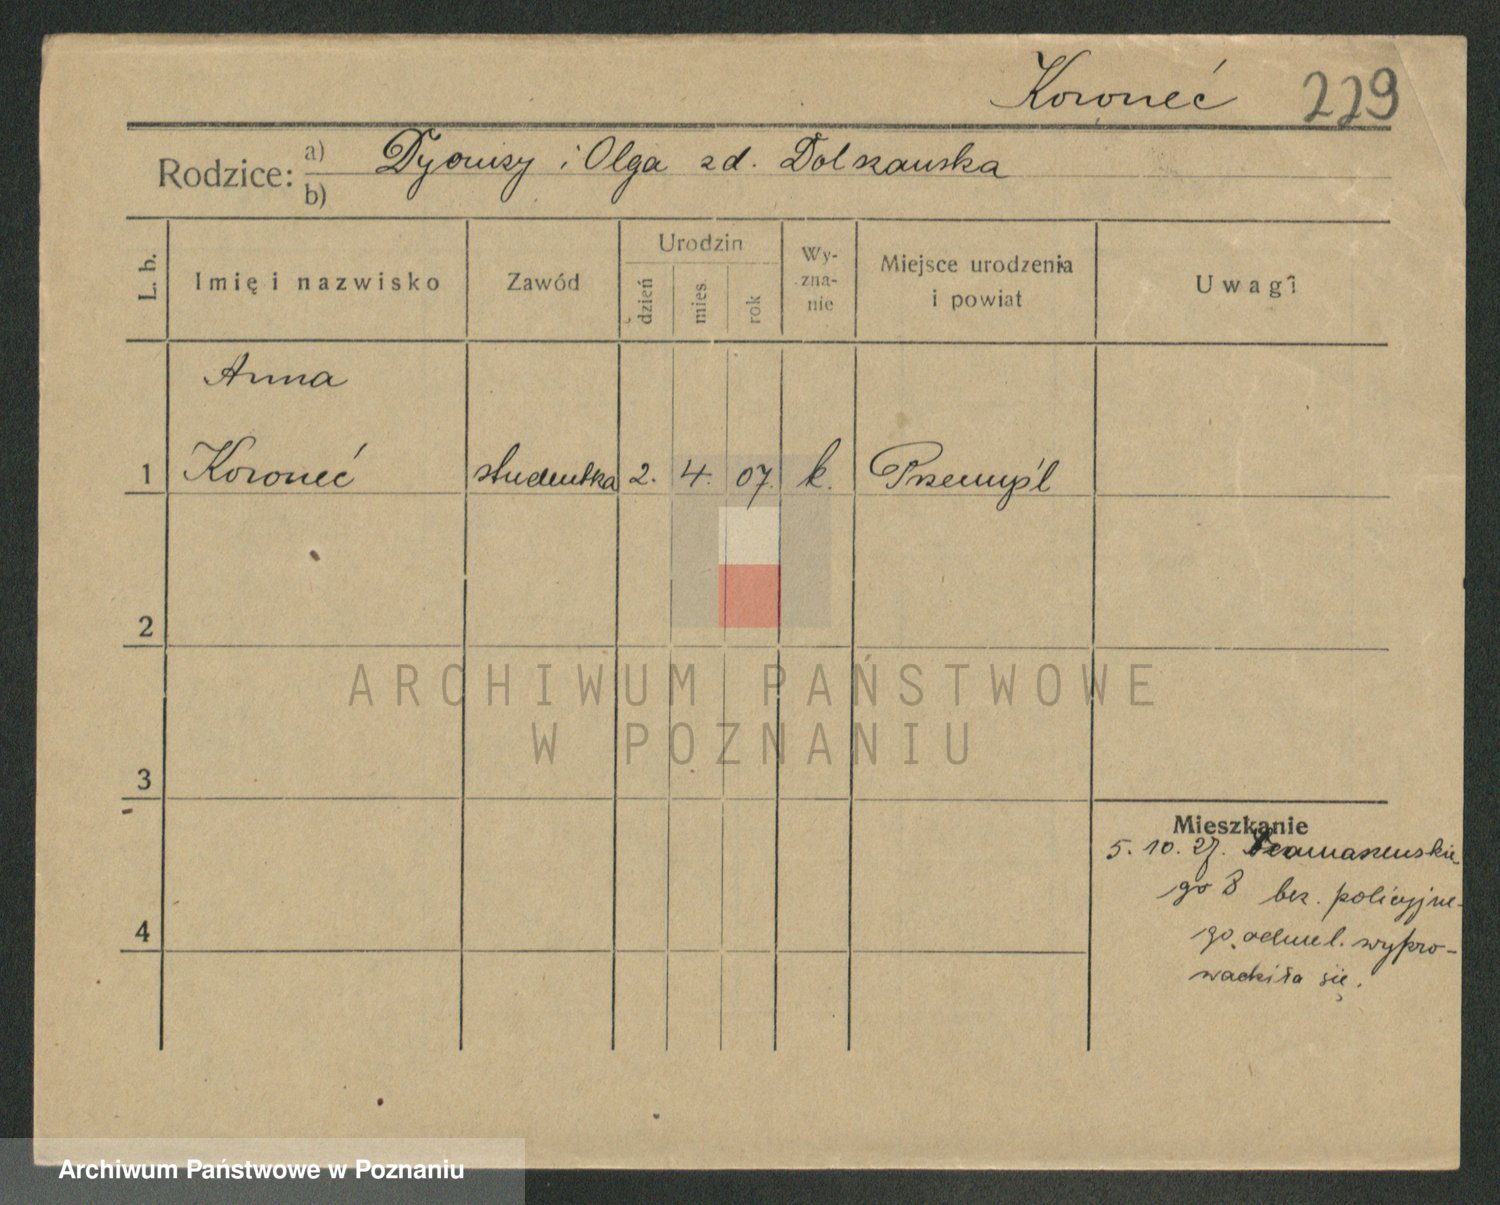 Koroneć 229
Rodzice: a) Dyonizy i Olga zd. Dolżańska
b)
L. b. Imię i nazwisko Zawód Urodzin dzień mies. rok Wy-zna-nie Miejsce urodzenia i powiat Uwagi
Anna
1 Koroneć studentka 2. 4. 07. k. Przemyśl
2
ARCHIWUM PAŃSTWOWE
W POZNANIU
3
Mieszkanie
5. 10. 27.
go 8 bez. policyjne-
4 go. odmel. wypro-
wadziła się.
Archiwum Państwowe w Poznaniu